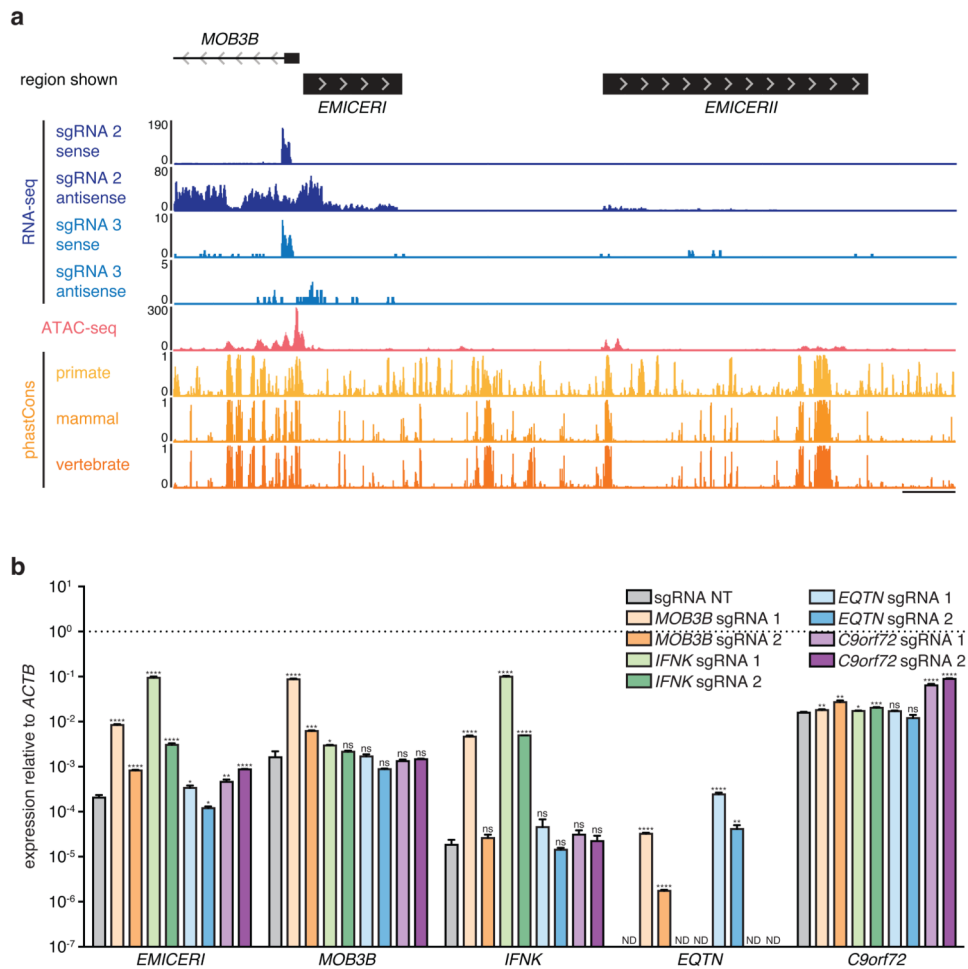 a
MOB3B
region shown
EMICERI
EMICERII
RNA-seq
sgRNA 2
sense
190
0
sgRNA 2
antisense
80
0
sgRNA 3
sense
10
0
sgRNA 3
antisense
5
0
ATAC-seq
300
0
phastCons
primate
1
0
mammal
1
0
vertebrate
1
0
b
expression relative to ACTB
10¹
10⁰
10⁻¹
10⁻²
10⁻³
10⁻⁴
10⁻⁵
10⁻⁶
10⁻⁷
sgRNA NT
MOB3B sgRNA 1
MOB3B sgRNA 2
IFNK sgRNA 1
IFNK sgRNA 2
EQTN sgRNA 1
EQTN sgRNA 2
C9orf72 sgRNA 1
C9orf72 sgRNA 2
**** **** **** **** * * ** ****
**** *** * ns ns ns ns ns
**** ns **** **** ns ns ns ns
ND **** **** ND ND **** ** ND ND
** ** * *** ns ns **** ****
EMICERI
MOB3B
IFNK
EQTN
C9orf72